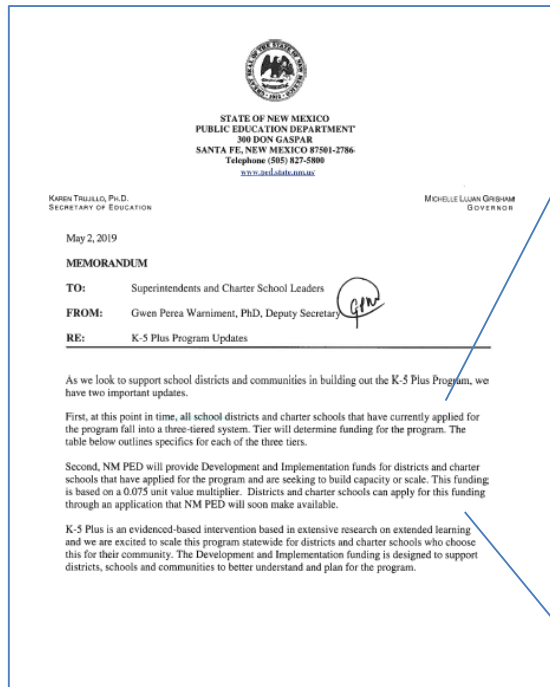 STATE OF NEW MEXICO
PUBLIC EDUCATION DEPARTMENT
300 DON GASPAR
SANTA FE, NEW MEXICO 87501-2786
Telephone (505) 827-5800
www.ped.state.nm.us
KAREN TRUJILLO, PH.D.
SECRETARY OF EDUCATION
MICHELLE LUJAN GRISHAM
GOVERNOR
May 2, 2019
MEMORANDUM
TO: Superintendents and Charter School Leaders
FROM: Gwen Perea Warniment, PhD, Deputy Secretary GPW
RE: K-5 Plus Program Updates
As we look to support school districts and communities in building out the K-5 Plus Program, we
have two important updates.
First, at this point in time, all school districts and charter schools that have currently applied for
the program fall into a three-tiered system. Tier will determine funding for the program. The
table below outlines specifics for each of the three tiers.
Second, NM PED will provide Development and Implementation funds for districts and charter
schools that have applied for the program and are seeking to build capacity or scale. This funding
is based on a 0.075 unit value multiplier. Districts and charter schools can apply for this funding
through an application that NM PED will soon make available.
K-5 Plus is an evidenced-based intervention based in extensive research on extended learning
and we are excited to scale this program statewide for districts and charter schools who choose
this for their community. The Development and Implementation funding is designed to support
districts, schools and communities to better understand and plan for the program.